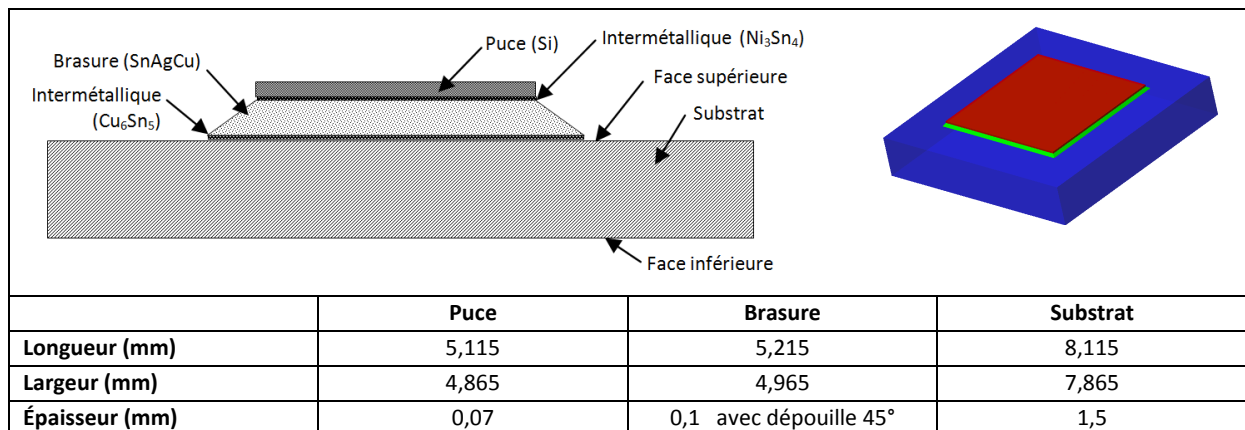 Puce (Si)
Intermétallique (Ni₃Sn₄)
Brasure (SnAgCu)
Face supérieure
Intermétallique
(Cu₆Sn₅)
Substrat
Face inférieure
Puce Brasure Substrat
Longueur (mm) 5,115 5,215 8,115
Largeur (mm) 4,865 4,965 7,865
Épaisseur (mm) 0,07 0,1 avec dépouille 45° 1,5